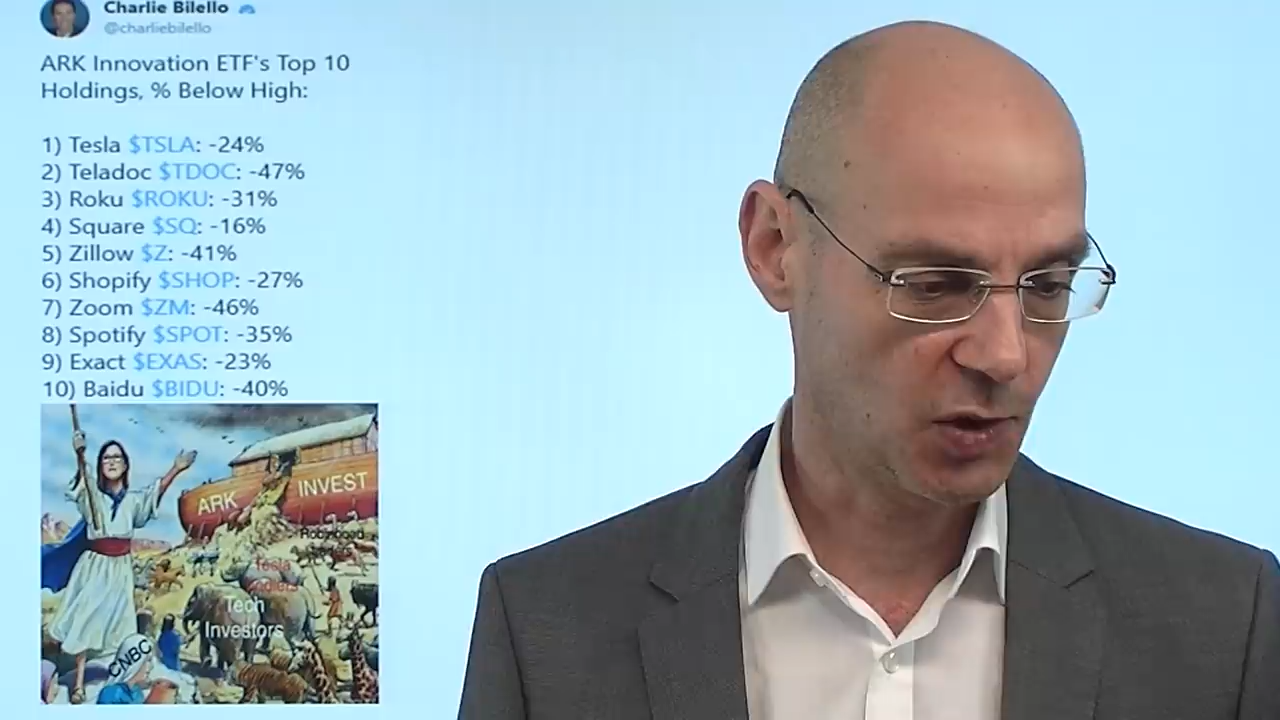 Charlie Bilello
@charliebilello
ARK Innovation ETF's Top 10
Holdings, % Below High:
1) Tesla $TSLA: -24%
2) Teladoc $TDOC: -47%
3) Roku $ROKU: -31%
4) Square $SQ: -16%
5) Zillow $Z: -41%
6) Shopify $SHOP: -27%
7) Zoom $ZM: -46%
8) Spotify $SPOT: -35%
9) Exact $EXAS: -23%
10) Baidu $BIDU: -40%
ARK INVEST
Tesla
Tech
Investors
CNBC